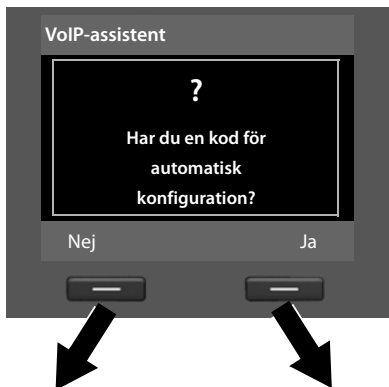 VoIP-assistent
?
Har du en kod för
automatisk
konfiguration?
Nej Ja